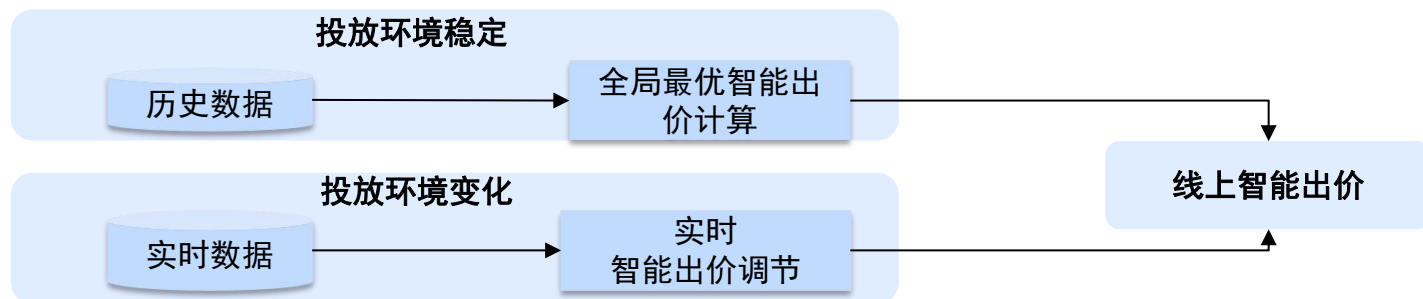 投放环境稳定
历史数据
全局最优智能出
价计算
投放环境变化
实时数据
实时
智能出价调节
线上智能出价